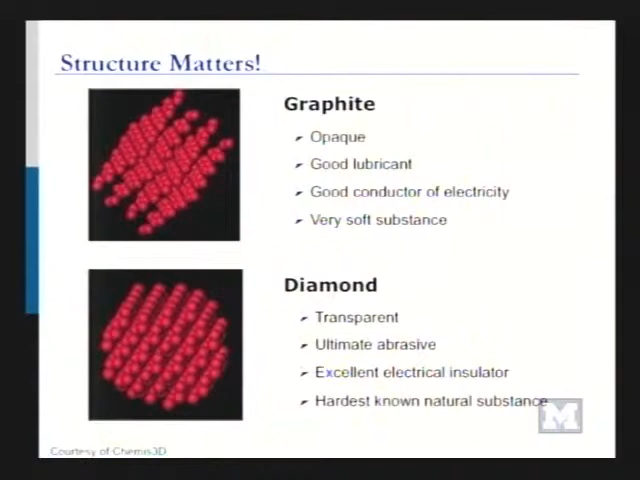 Structure Matters!
Graphite
Opaque
Good lubricant
Good conductor of electricity
Very soft substance
Diamond
Transparent
Ultimate abrasive
Excellent electrical insulator
Hardest known natural substance
M
Courtesy of Chemis3D